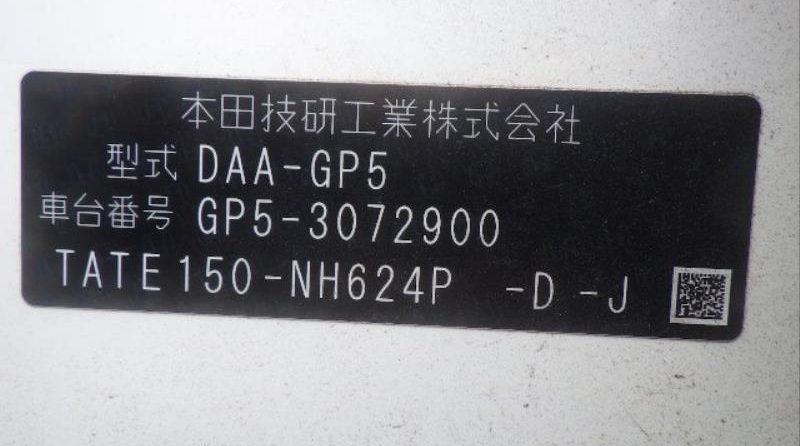 本田技研工業株式会社
型式 DAA-GP5
車台番号 GP5-3072900
TATE150-NH624P -D -J